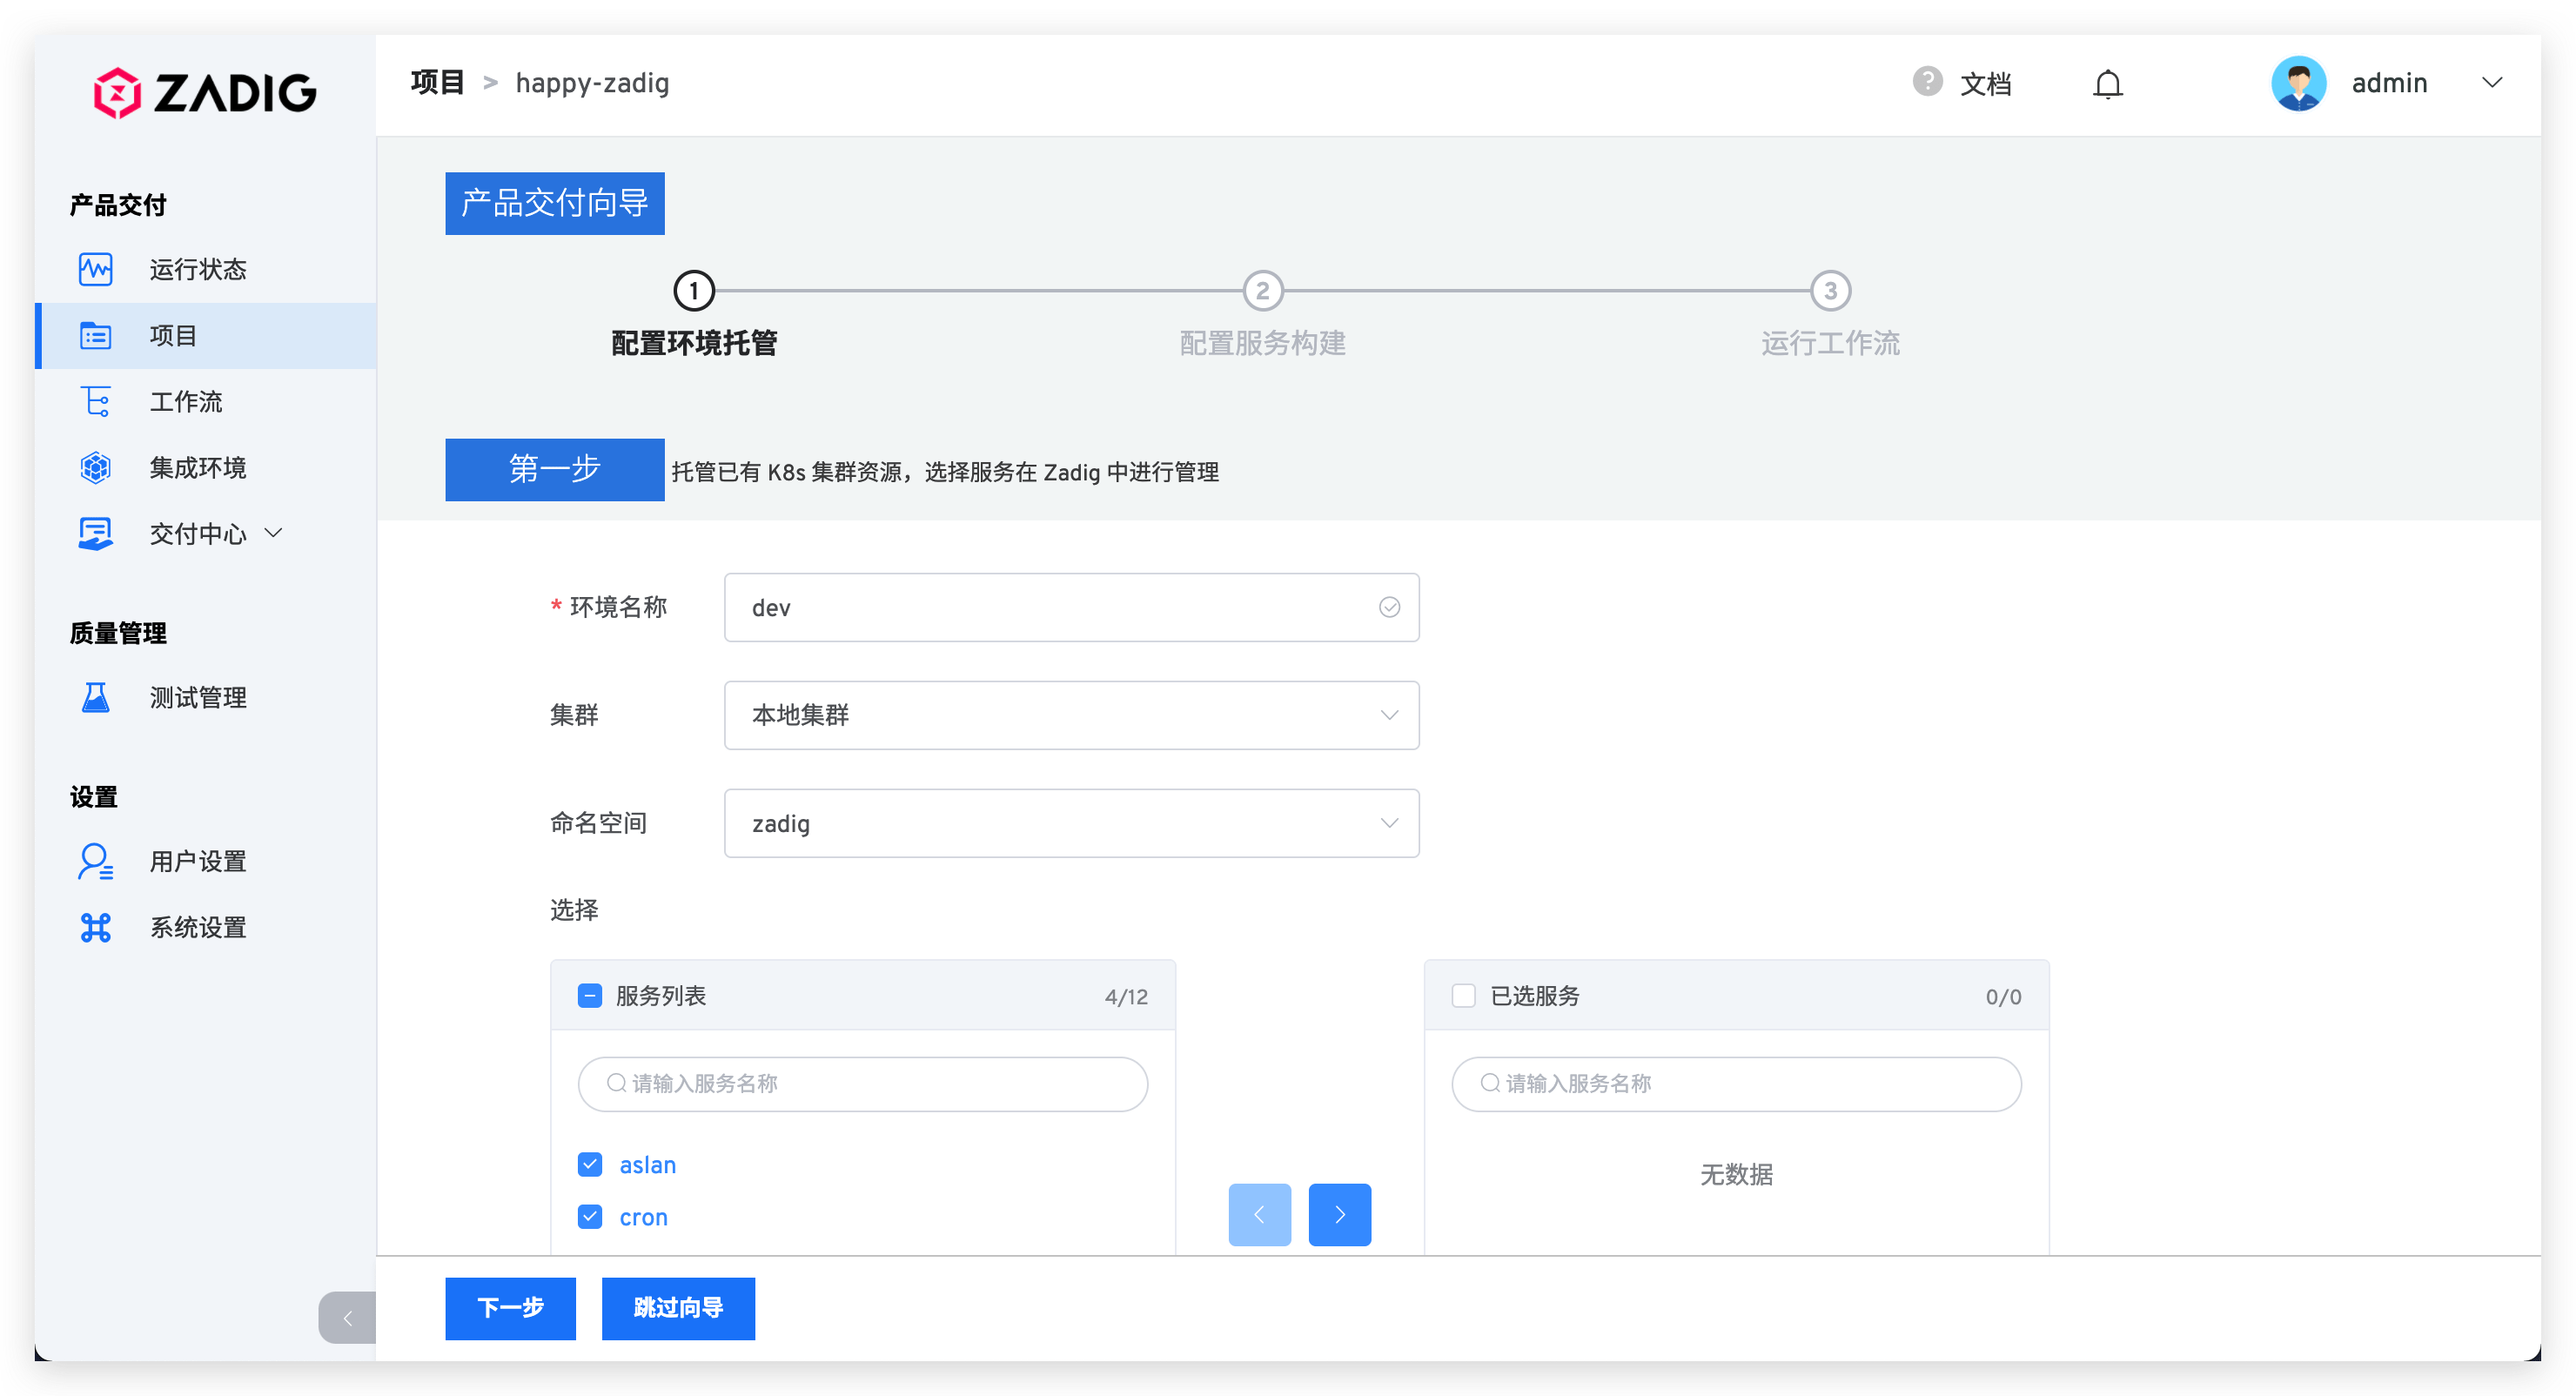 ZADIG
产品交付
运行状态
项目
工作流
集成环境
交付中心
质量管理
测试管理
设置
用户设置
系统设置
项目 > happy-zadig
? 文档
admin
产品交付向导
1 2 3
配置环境托管 配置服务构建 运行工作流
第一步 托管已有 K8s 集群资源，选择服务在 Zadig 中进行管理
* 环境名称 dev
集群 本地集群
命名空间 zadig
选择
服务列表 4/12
请输入服务名称
aslan
cron
已选服务 0/0
请输入服务名称
无数据
下一步 跳过向导